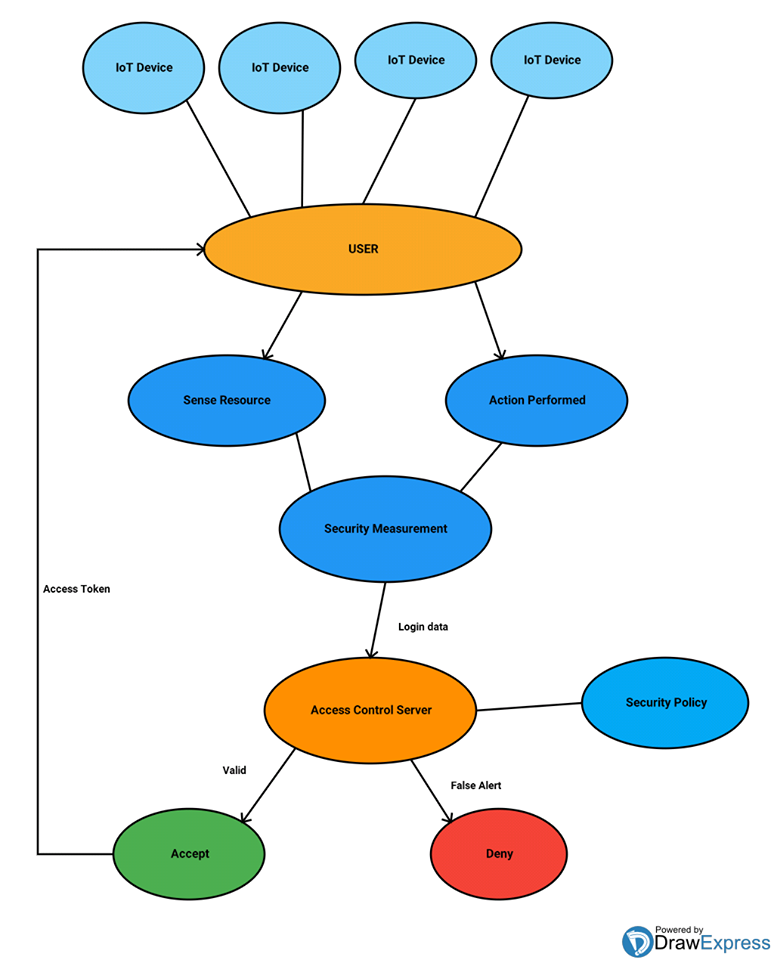 IoT Device
IoT Device
IoT Device
IoT Device
USER
Sense Resource
Action Performed
Security Measurement
Access Token
Login data
Access Control Server
Security Policy
Valid
False Alert
Accept
Deny
Powered by
DrawExpress